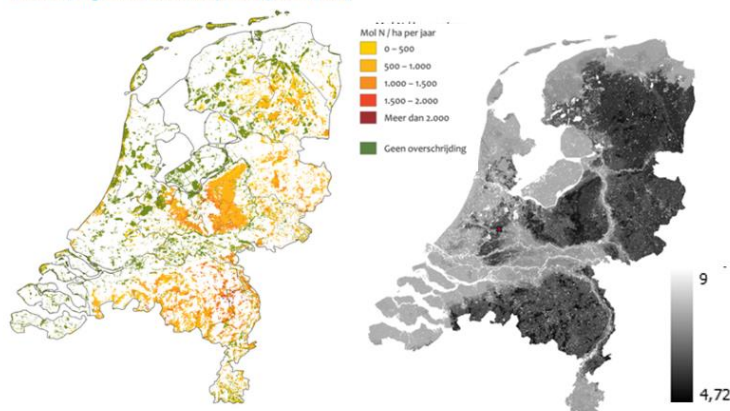 Mol N / ha per jaar
0 – 500
500 – 1.000
1.000 – 1.500
1.500 – 2.000
Meer dan 2.000
Geen overschrijding
9
4,72